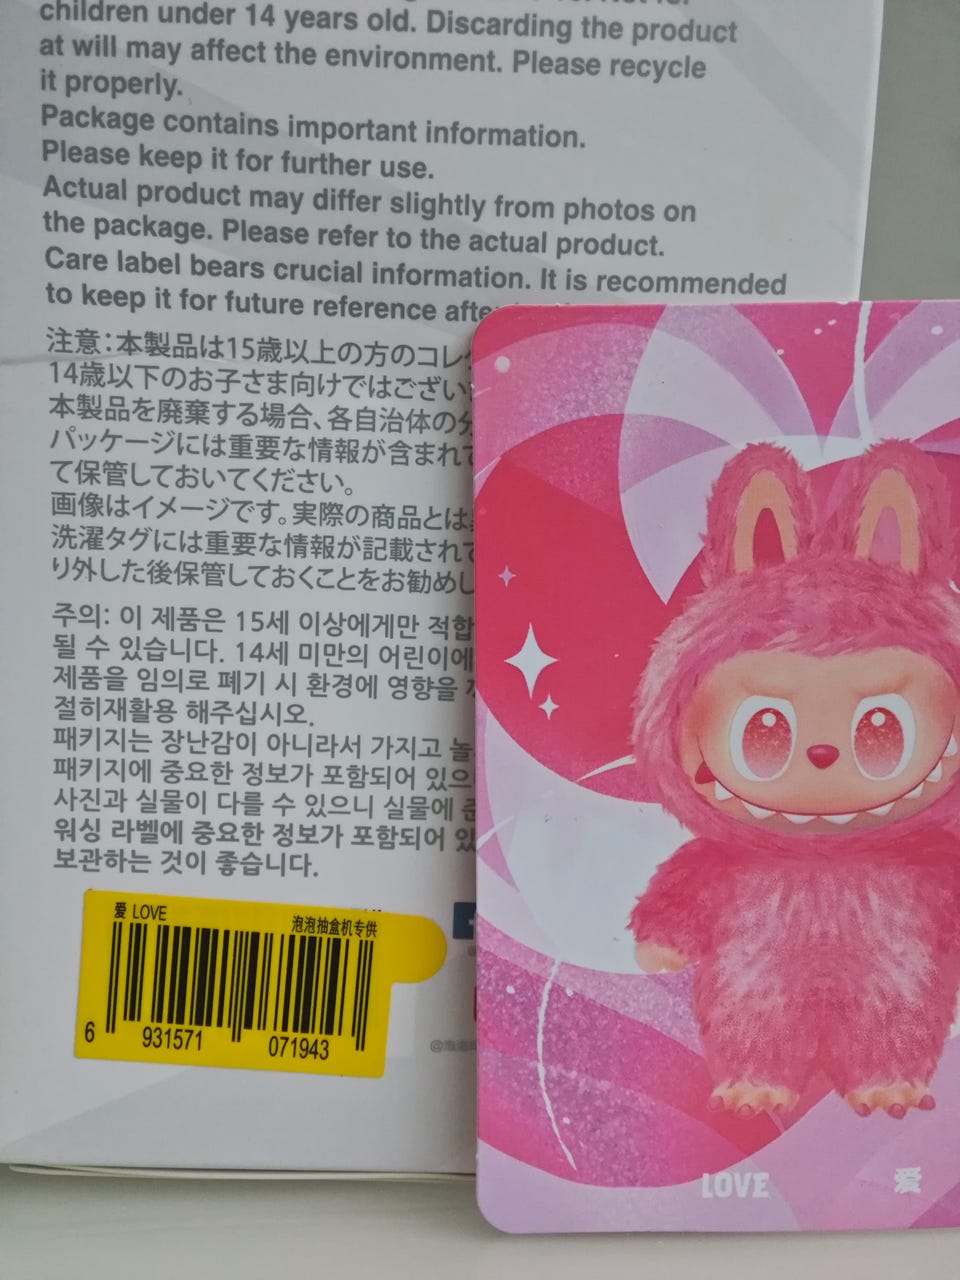 children under 14 years old. Discarding the product
at will may affect the environment. Please recycle
it properly.
Package contains important information.
Please keep it for further use.
Actual product may differ slightly from photos on
the package. Please refer to the actual product.
Care label bears crucial information. It is recommended
to keep it for future reference
注意：本製品は15歳以上の方のコレ
14歳以下のお子さま向けではござい
本製品を廃棄する場合、各自治体の
パッケージには重要な情報が含まれ
て保管しておいてください。
画像はイメージです。実際の商品とは
洗濯タグには重要な情報が記載されて
り外した後保管しておくことをお勧めし
주의: 이 제품은 15세 이상에게만 적합
될 수 있습니다. 14세 미만의 어린이에
제품을 임의로 폐기 시 환경에 영향을
절히재활용 해주십시오.
패키지는 장난감이 아니라서 가지고 놀
패키지에 중요한 정보가 포함되어 있으
사진과 실물이 다를 수 있으니 실물에 준
워싱 라벨에 중요한 정보가 포함되어 있
보관하는 것이 좋습니다.
爱 LOVE
泡泡抽盒机专供
6 931571 071943
LOVE 爱